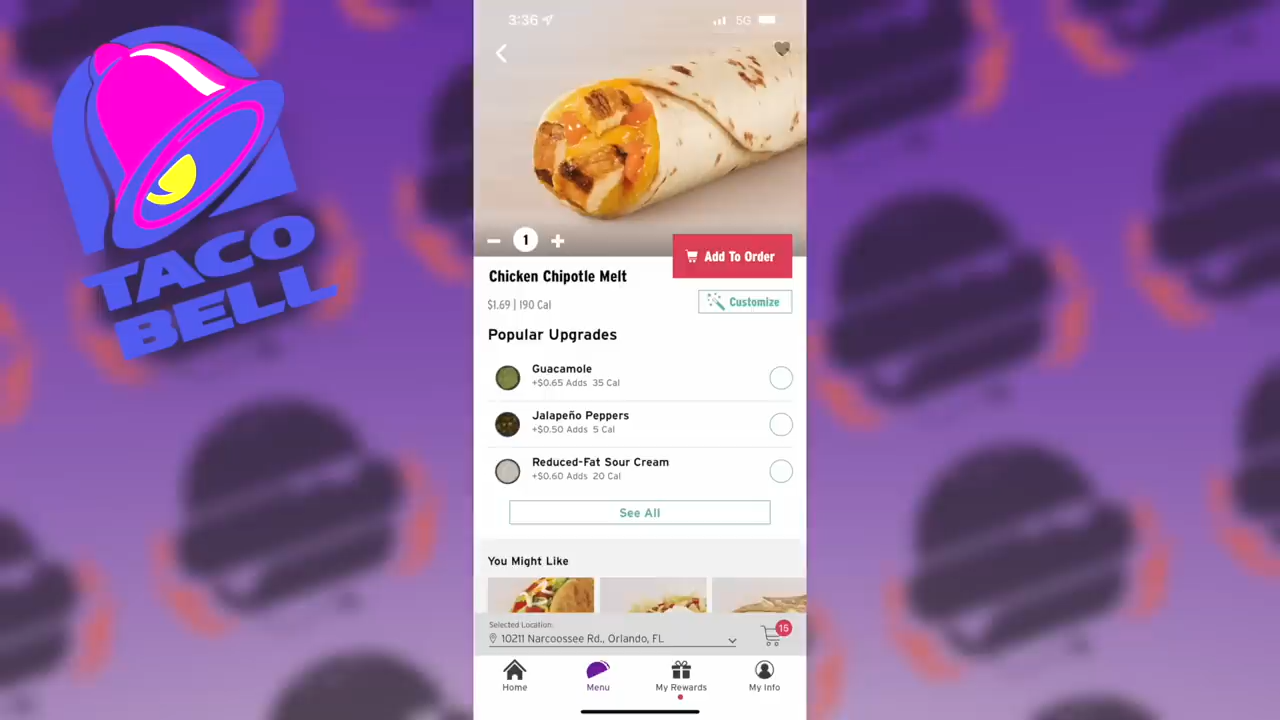 TACO
BELL
3:36
5G
1
Add To Order
Chicken Chipotle Melt
$1.69 | 190 Cal
Customize
Popular Upgrades
Guacamole
+$0.65 Adds 35 Cal
Jalapeño Peppers
+$0.50 Adds 5 Cal
Reduced-Fat Sour Cream
+$0.60 Adds 20 Cal
See All
You Might Like
Selected Location:
10211 Narcoossee Rd., Orlando, FL
15
Home
Menu
My Rewards
My Info